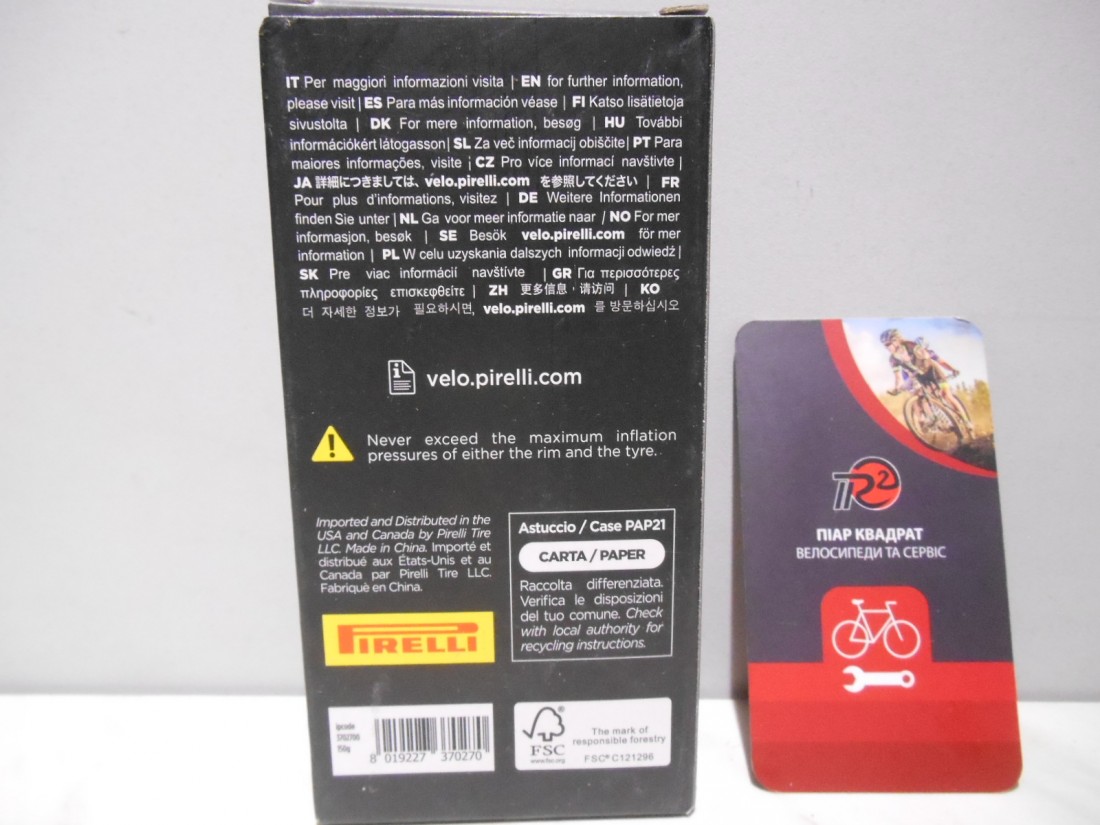 IT Per maggiori informazioni visita | EN for further information,
please visit | ES Para más información véase | FI Katso lisätietoja
sivustolta | DK For mere information, besøg | HU További
információkért látogasson | SL Za več informacij obiščite | PT Para
maiores informações, visite | CZ Pro více informací navštivte |
JA 詳細につきましては、velo.pirelli.com を参照してください | FR
Pour plus d'informations, visitez | DE Weitere Informationen
finden Sie unter | NL Ga voor meer informatie naar / NO For mer
informasjon, besøk | SE Besök velo.pirelli.com för mer
information | PL W celu uzyskania dalszych informacji odwiedź |
SK Pre viac informácií navštívte | GR Για περισσότερες
πληροφορίες επισκεφθείτε | ZH 更多信息，请访问 | KO
더 자세한 정보가 필요하시면, velo.pirelli.com 를 방문하십시오
velo.pirelli.com
Never exceed the maximum inflation
pressures of either the rim and the tyre.
Imported and Distributed in the
USA and Canada by Pirelli Tire
LLC. Made in China. Importé et
distribué aux États-Unis et au
Canada par Pirelli Tire LLC.
Fabriquè en China.
PIRELLI
Astuccio / Case PAP21
CARTA / PAPER
Raccolta differenziata.
Verifica le disposizioni
del tuo comune. Check
with local authority for
recycling instructions.
ipcode
3702700
150g
8 019227 370270
FSC
www.fsc.org
The mark of
responsible forestry
FSC® C121296
ПІАР КВАДРАТ
ВЕЛОСИПЕДИ ТА СЕРВІС